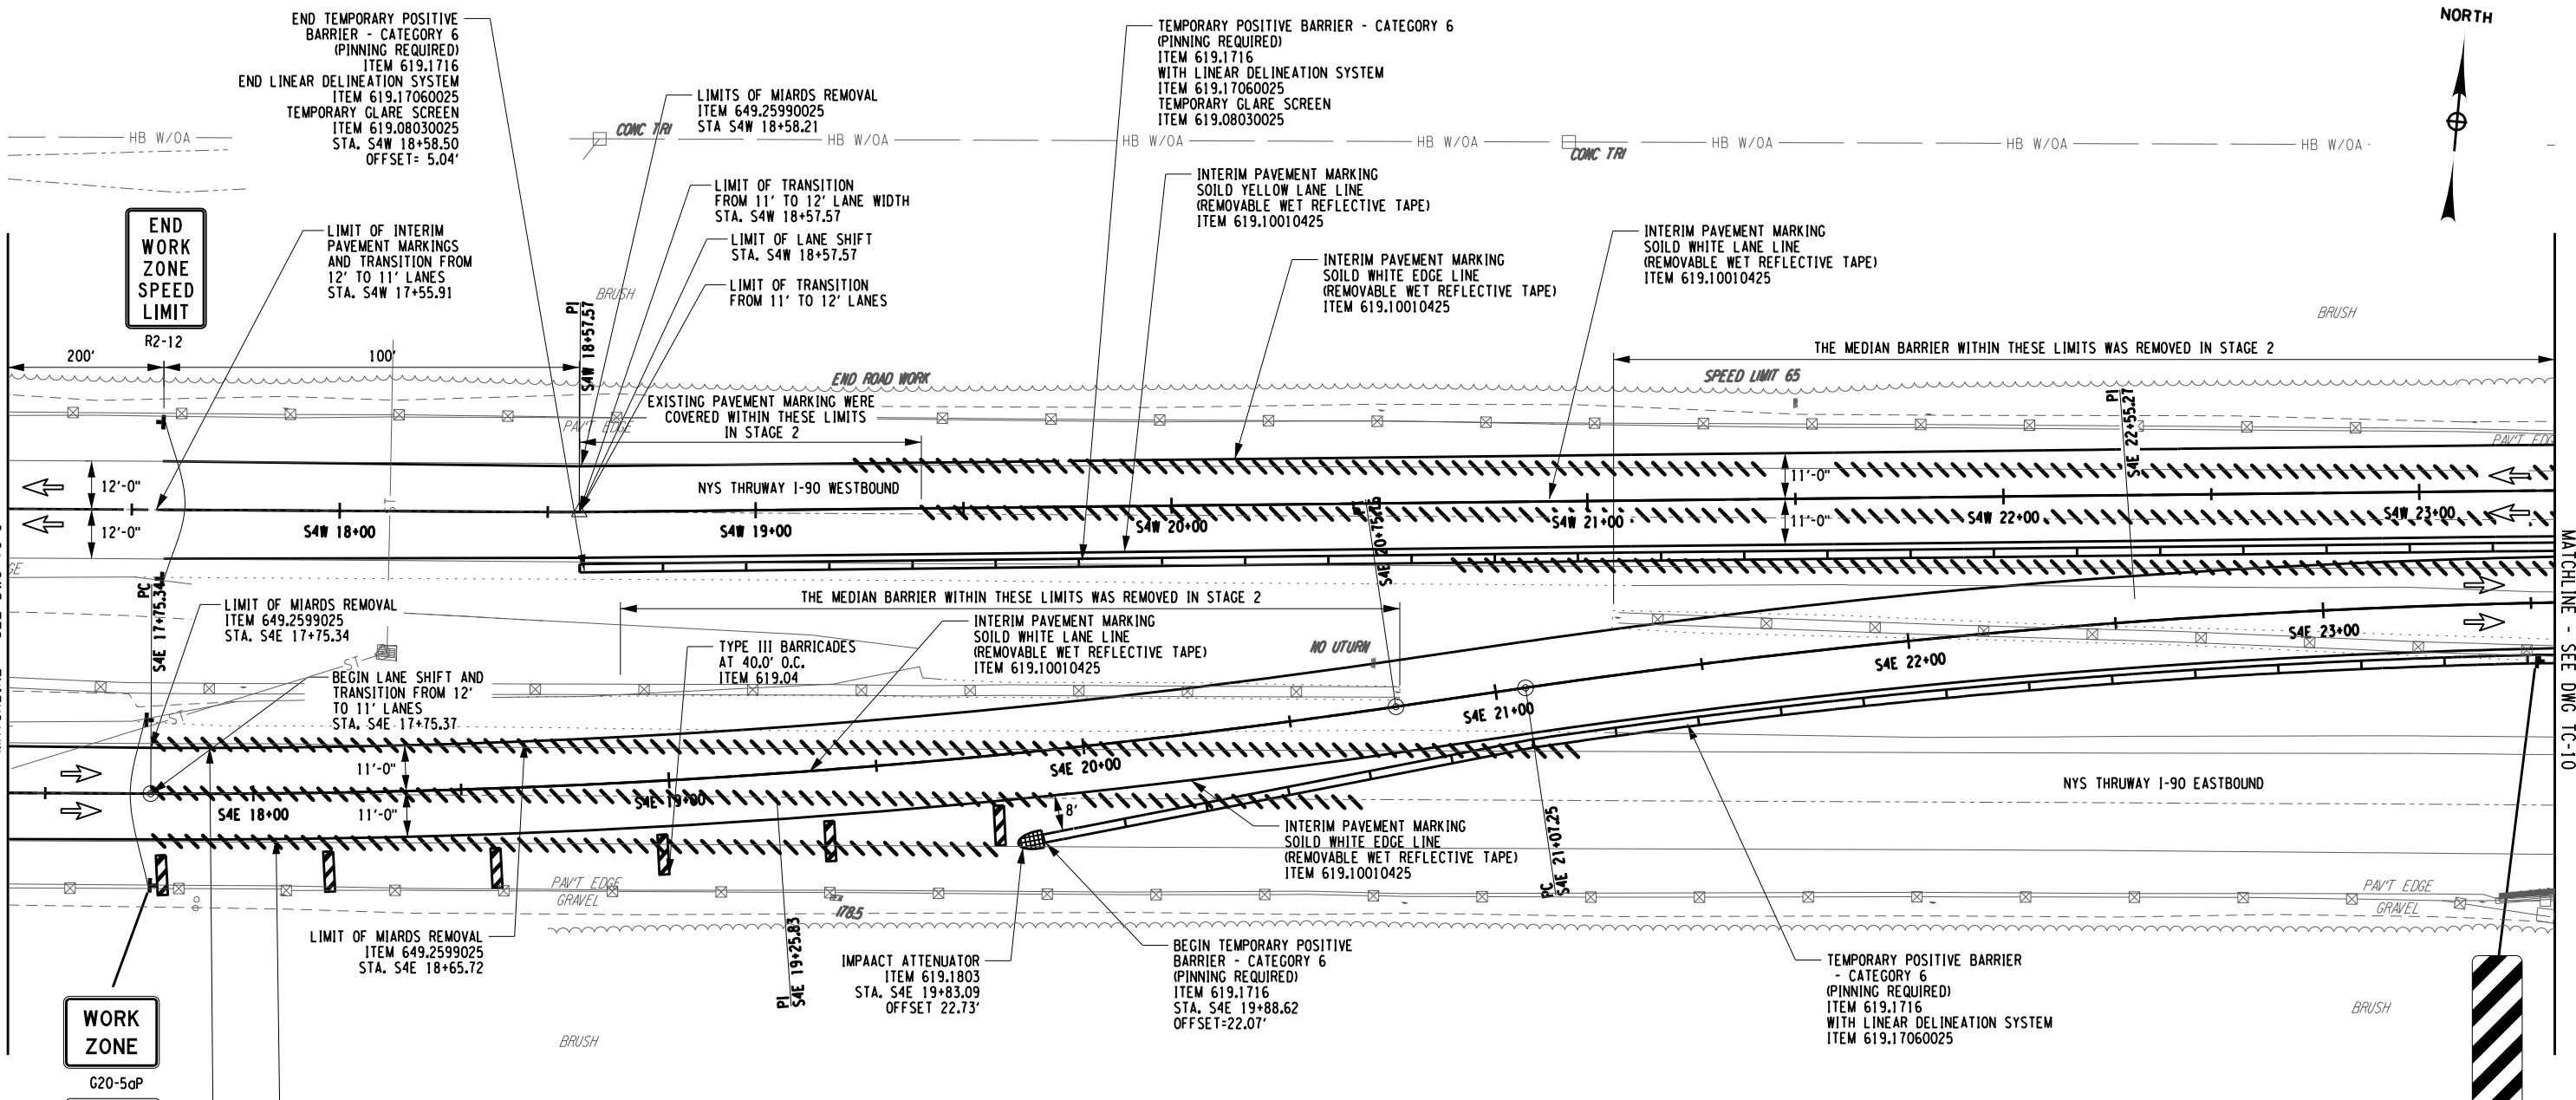 END TEMPORARY POSITIVE
BARRIER - CATEGORY 6
(PINNING REQUIRED)
ITEM 619.1716
END LINEAR DELINEATION SYSTEM
ITEM 619.17060025
TEMPORARY GLARE SCREEN
ITEM 619.08030025
STA. S4W 18+58.50
OFFSET= 5.04'
LIMITS OF MIARDS REMOVAL
ITEM 649.25990025
STA S4W 18+58.21
TEMPORARY POSITIVE BARRIER - CATEGORY 6
(PINNING REQUIRED)
ITEM 619.1716
WITH LINEAR DELINEATION SYSTEM
ITEM 619.17060025
TEMPORARY GLARE SCREEN
ITEM 619.08030025
NORTH
HB W/OA
CONC TRI
HB W/OA
HB W/OA
HB W/OA
CONC TRI
HB W/OA
HB W/OA
HB W/OA
END
WORK
ZONE
SPEED
LIMIT
R2-12
LIMIT OF INTERIM
PAVEMENT MARKINGS
AND TRANSITION FROM
12' TO 11' LANES
STA. S4W 17+55.91
LIMIT OF TRANSITION
FROM 11' TO 12' LANE WIDTH
STA. S4W 18+57.57
LIMIT OF LANE SHIFT
STA. S4W 18+57.57
LIMIT OF TRANSITION
FROM 11' TO 12' LANES
INTERIM PAVEMENT MARKING
SOILD YELLOW LANE LINE
(REMOVABLE WET REFLECTIVE TAPE)
ITEM 619.10010425
INTERIM PAVEMENT MARKING
SOILD WHITE EDGE LINE
(REMOVABLE WET REFLECTIVE TAPE)
ITEM 619.10010425
INTERIM PAVEMENT MARKING
SOILD WHITE LANE LINE
(REMOVABLE WET REFLECTIVE TAPE)
ITEM 619.10010425
BRUSH
BRUSH
PI
S4W 18+57.57
200'
100'
THE MEDIAN BARRIER WITHIN THESE LIMITS WAS REMOVED IN STAGE 2
END ROAD WORK
SPEED LIMIT 65
EXISTING PAVEMENT MARKING WERE
COVERED WITHIN THESE LIMITS
IN STAGE 2
PAV'T EDGE
PI
S4E 22+55.27
PAV'T EDGE
12'-0"
12'-0"
NYS THRUWAY I-90 WESTBOUND
11'-0"
11'-0"
ST
S4W 18+00
S4W 19+00
S4W 20+00
S4W 21+00
S4W 22+00
S4W 23+00
S4E 20+75.76
PC
S4E 17+75.34
LIMIT OF MIARDS REMOVAL
ITEM 649.2599025
STA. S4E 17+75.34
THE MEDIAN BARRIER WITHIN THESE LIMITS WAS REMOVED IN STAGE 2
TYPE III BARRICADES
AT 40.0' O.C.
ITEM 619.04
INTERIM PAVEMENT MARKING
SOILD WHITE LANE LINE
(REMOVABLE WET REFLECTIVE TAPE)
ITEM 619.10010425
NO UTURN
S4E 23+00
S4E 22+00
S4E 21+00
S4E 20+00
S4E 19+00
S4E 18+00
ST
ST
BEGIN LANE SHIFT AND
TRANSITION FROM 12'
TO 11' LANES
STA. S4E 17+75.37
11'-0"
11'-0"
8'
NYS THRUWAY I-90 EASTBOUND
MATCHLINE - SEE DWG TC-10
INTERIM PAVEMENT MARKING
SOILD WHITE EDGE LINE
(REMOVABLE WET REFLECTIVE TAPE)
ITEM 619.10010425
PC
S4E 21+07.25
PAV'T EDGE
GRAVEL
178.5
PAV'T EDGE
GRAVEL
LIMIT OF MIARDS REMOVAL
ITEM 649.2599025
STA. S4E 18+65.72
PI
S4E 19+25.83
IMPAACT ATTENUATOR
ITEM 619.1803
STA. S4E 19+83.09
OFFSET 22.73'
BEGIN TEMPORARY POSITIVE
BARRIER - CATEGORY 6
(PINNING REQUIRED)
ITEM 619.1716
STA. S4E 19+88.62
OFFSET=22.07'
TEMPORARY POSITIVE BARRIER
- CATEGORY 6
(PINNING REQUIRED)
ITEM 619.1716
WITH LINEAR DELINEATION SYSTEM
ITEM 619.17060025
BRUSH
BRUSH
WORK
ZONE
G20-5aP